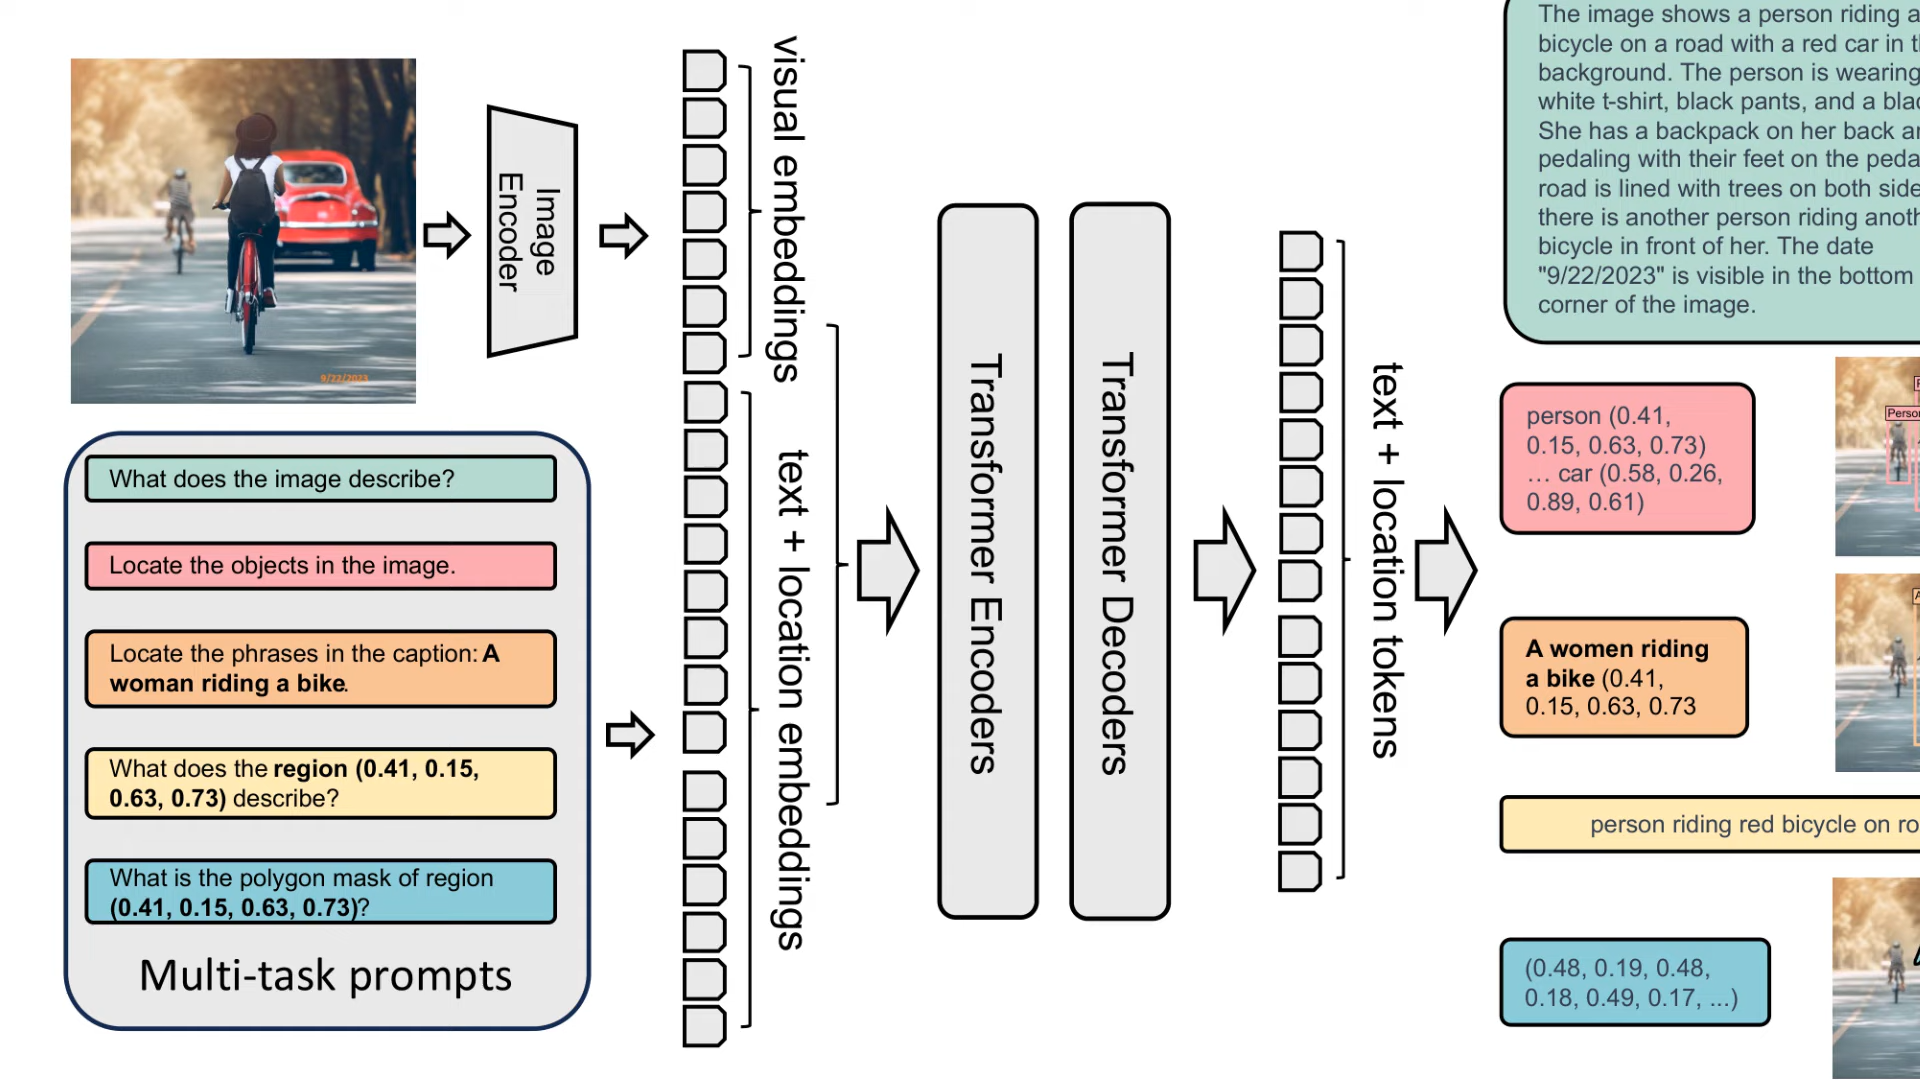 9/22/2023
Image
Encoder
visual embeddings
What does the image describe?
Locate the objects in the image.
Locate the phrases in the caption: A
woman riding a bike.
What does the region (0.41, 0.15,
0.63, 0.73) describe?
What is the polygon mask of region
(0.41, 0.15, 0.63, 0.73)?
Multi-task prompts
text + location embeddings
Transformer Encoders
Transformer Decoders
text + location tokens
The image shows a person riding a
bicycle on a road with a red car in
background. The person is wearing
white t-shirt, black pants, and a
She has a backpack on her back
pedaling with their feet on the
road is lined with trees on both
there is another person riding
bicycle in front of her. The date
"9/22/2023" is visible in the bottom
corner of the image.
person (0.41,
0.15, 0.63, 0.73)
… car (0.58, 0.26,
0.89, 0.61)
A women riding
a bike (0.41,
0.15, 0.63, 0.73
person riding red bicycle on
(0.48, 0.19, 0.48,
0.18, 0.49, 0.17, ...)